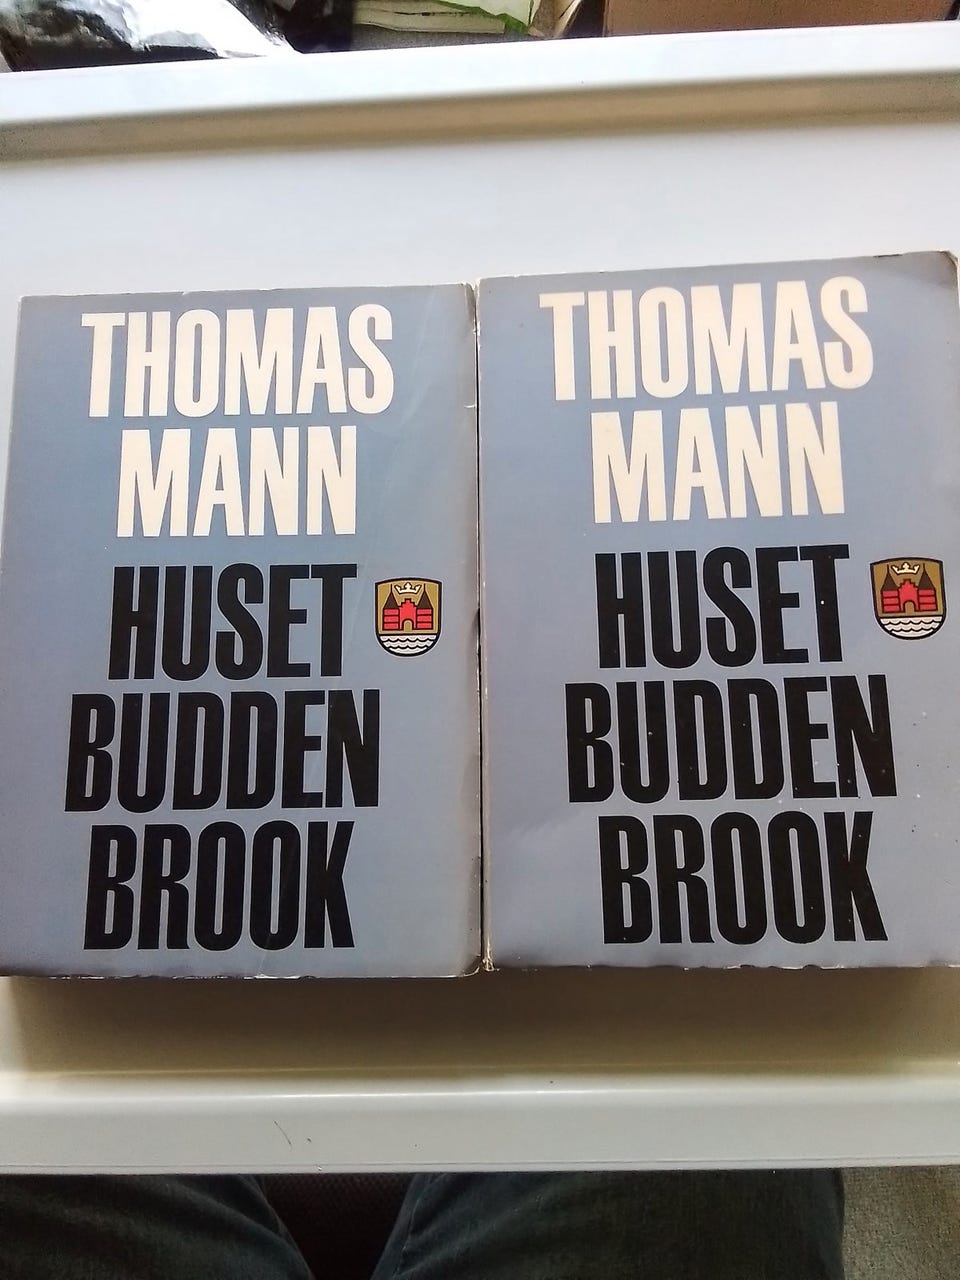 THOMAS
MANN
HUSET
BUDDEN
BROOK
THOMAS
MANN
HUSET
BUDDEN
BROOK